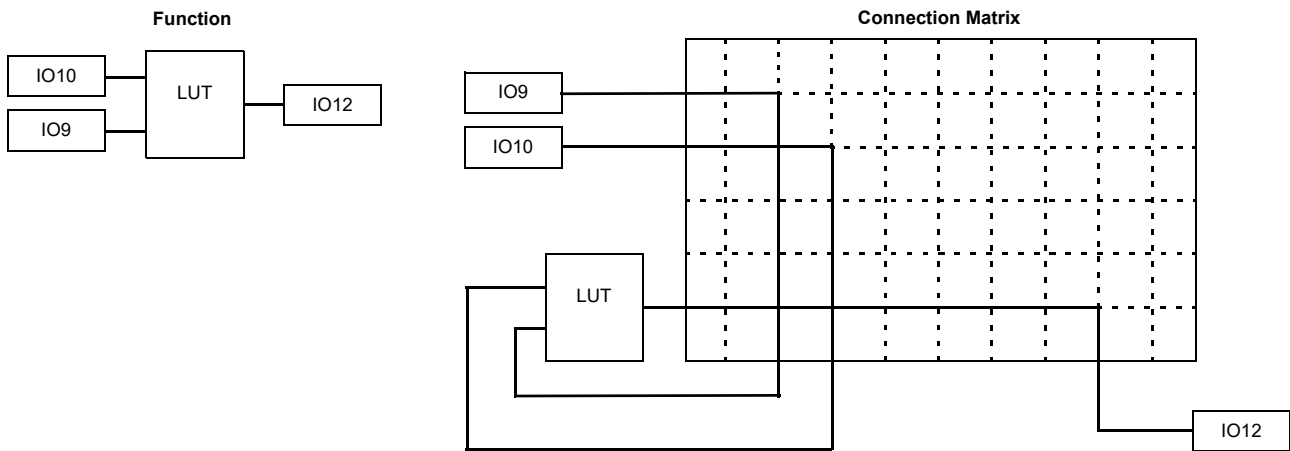 Function
IO10
IO9
LUT
IO12
Connection Matrix
IO9
IO10
LUT
IO12